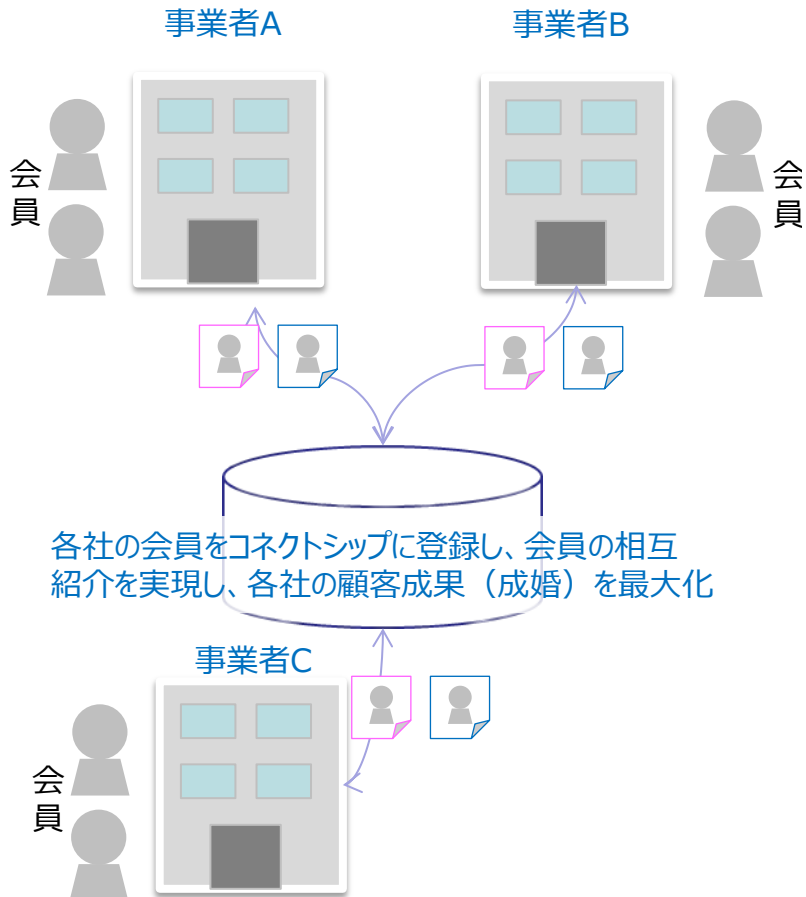 事業者A
事業者B
会員
会員
各社の会員をコネクトシップに登録し、会員の相互
紹介を実現し、各社の顧客成果（成婚）を最大化
事業者C
会員